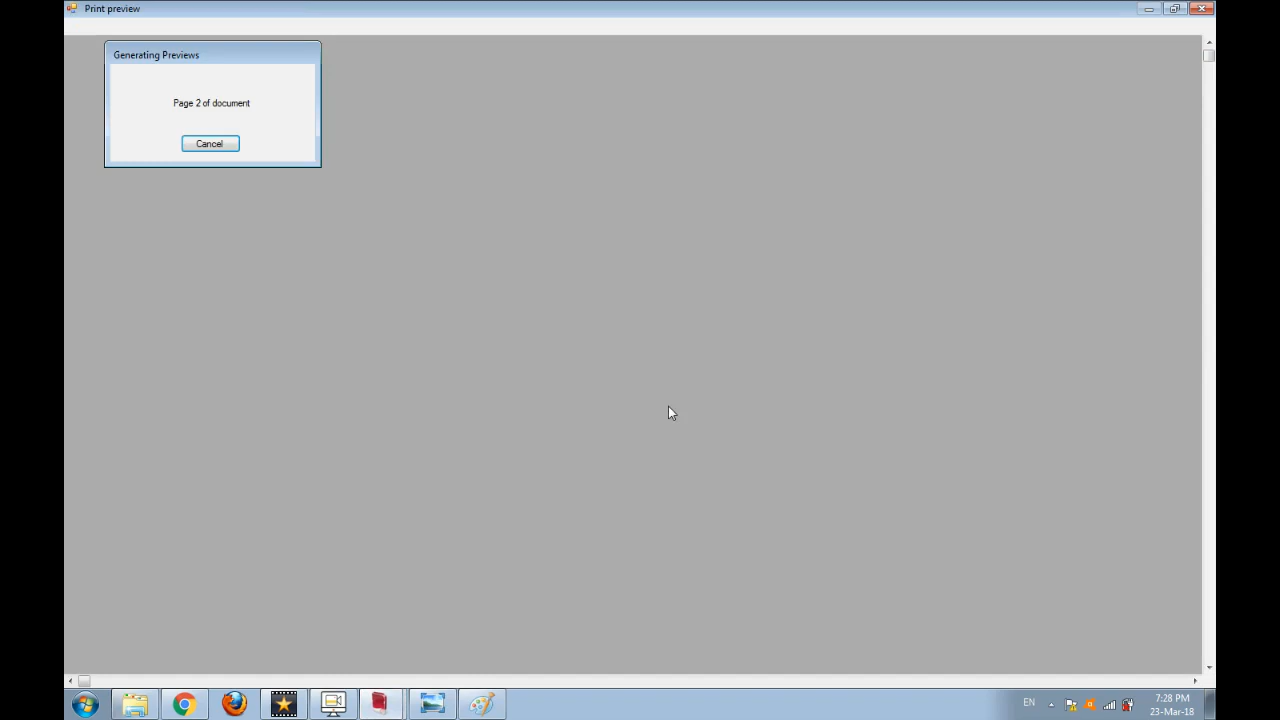 Print preview
Generating Previews
Page 2 of document
Cancel
EN
7:28 PM
23-Mar-18